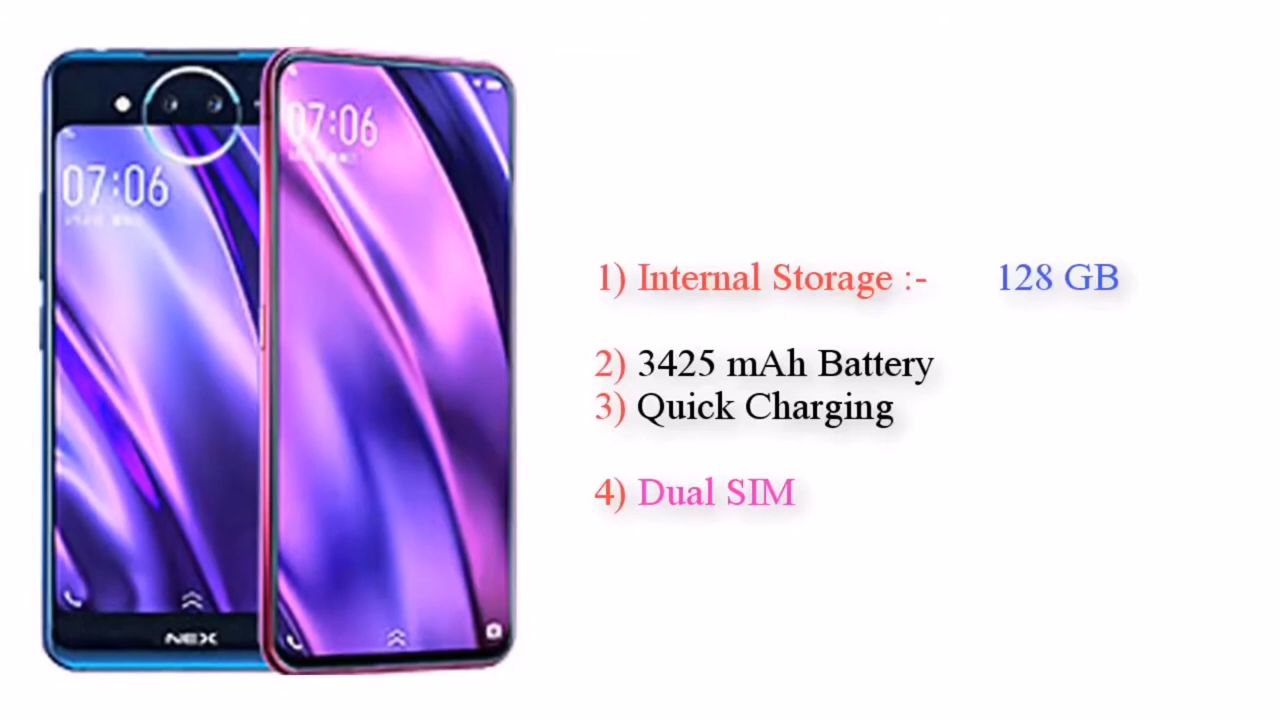 07:06
07:06
NEX
1) Internal Storage :- 128 GB
2) 3425 mAh Battery
3) Quick Charging
4) Dual SIM